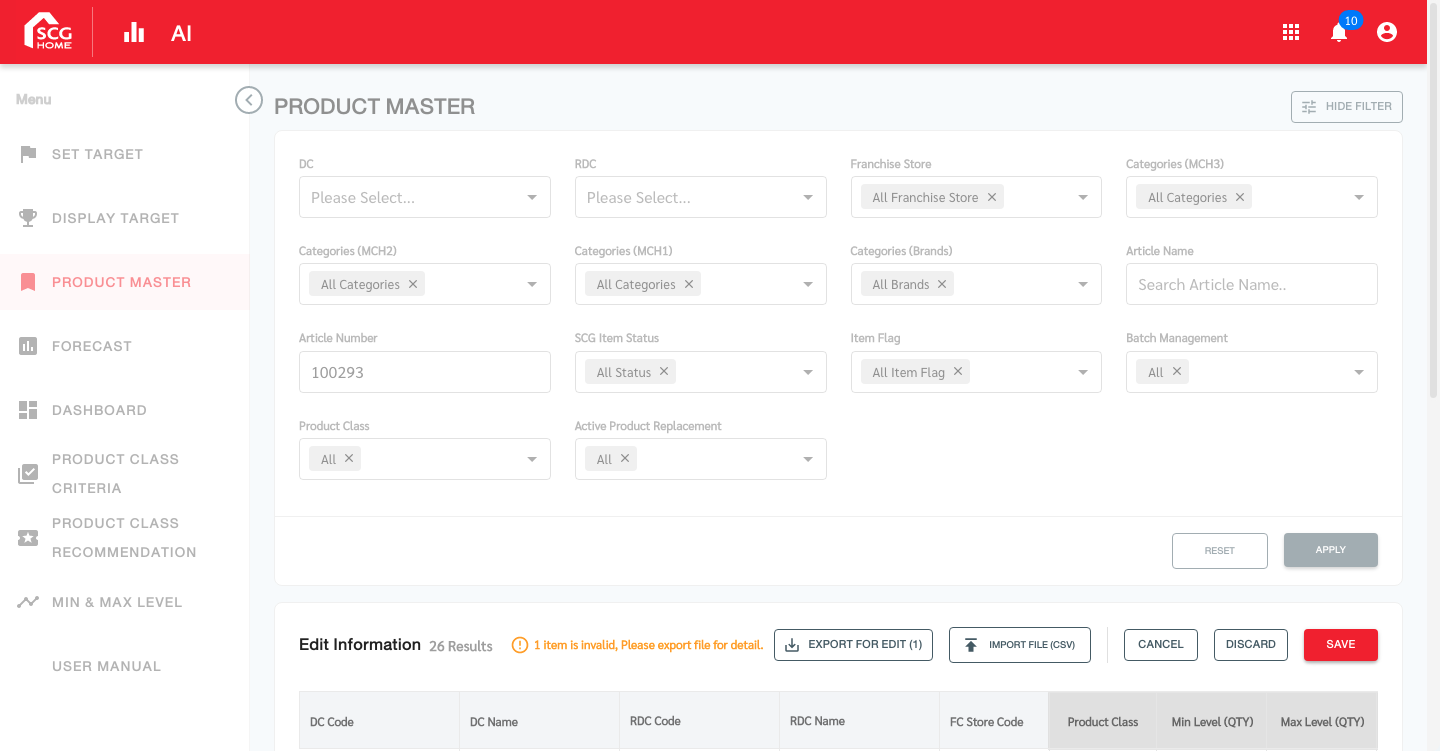 SCG
HOME
AI
10
Menu
SET TARGET
DISPLAY TARGET
PRODUCT MASTER
FORECAST
DASHBOARD
PRODUCT CLASS
CRITERIA
PRODUCT CLASS
RECOMMENDATION
MIN & MAX LEVEL
USER MANUAL
PRODUCT MASTER
HIDE FILTER
DC
RDC
Franchise Store
Categories (MCH3)
Please Select...
Please Select...
All Franchise Store
All Categories
Categories (MCH2)
Categories (MCH1)
Categories (Brands)
Article Name
All Categories
All Categories
All Brands
Search Article Name..
Article Number
SCG Item Status
Item Flag
Batch Management
100293
All Status
All Item Flag
All
Product Class
Active Product Replacement
All
All
RESET
APPLY
Edit Information
26 Results
1 item is invalid, Please export file for detail.
EXPORT FOR EDIT (1)
IMPORT FILE (CSV)
CANCEL
DISCARD
SAVE
DC Code
DC Name
RDC Code
RDC Name
FC Store Code
Product Class
Min Level (QTY)
Max Level (QTY)